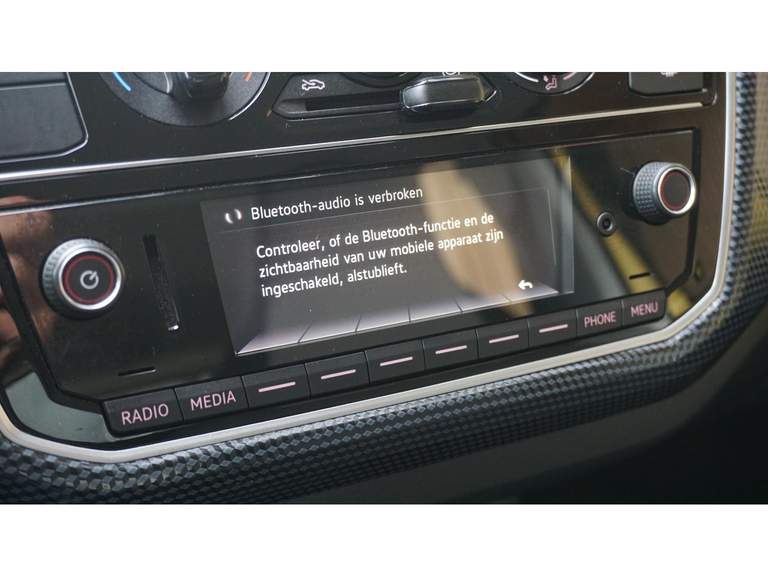 Bluetooth-audio is verbroken
Controleer, of de Bluetooth-functie en de
zichtbaarheid van uw mobiele apparaat zijn
ingeschakeld, alstublieft.
RADIO MEDIA PHONE MENU